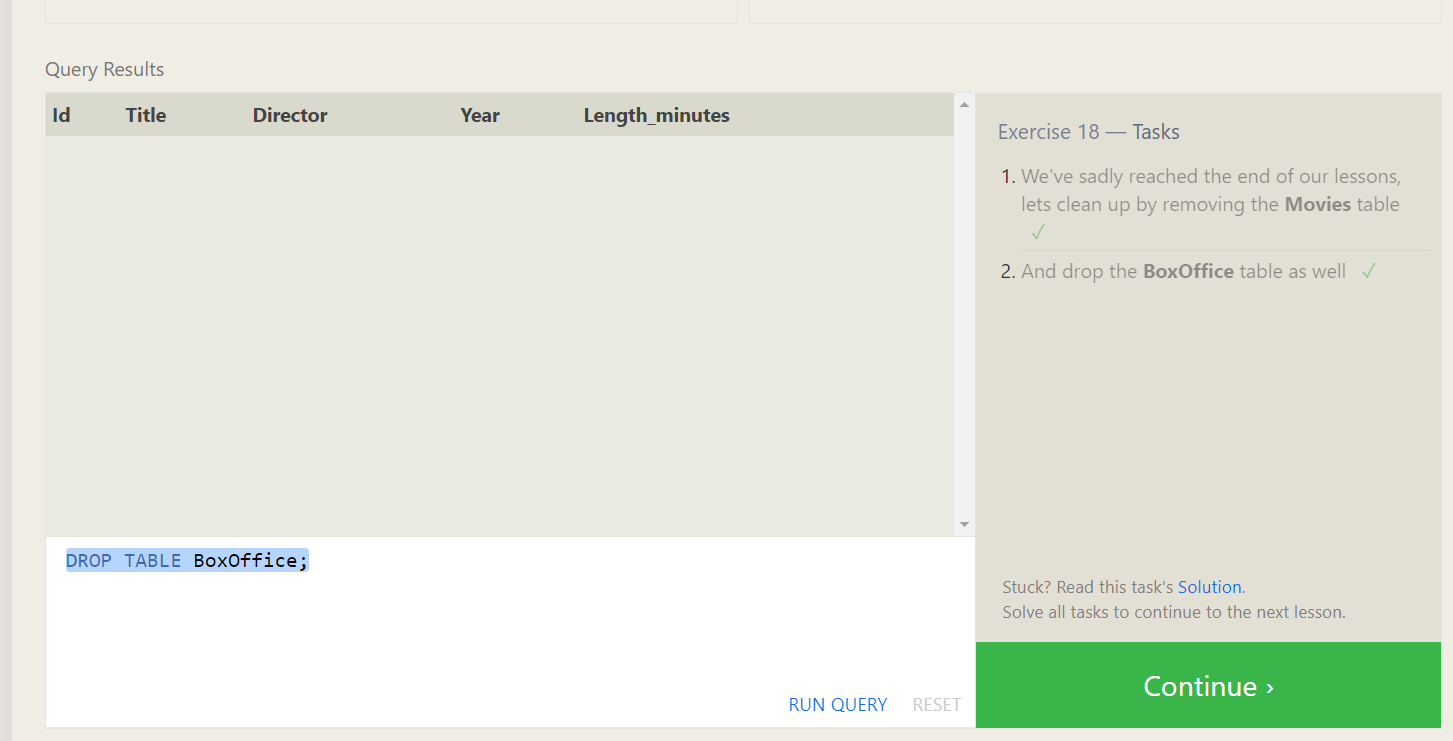 Query Results
Id Title Director Year Length_minutes
Exercise 18 — Tasks
1. We've sadly reached the end of our lessons,
lets clean up by removing the Movies table
✓
2. And drop the BoxOffice table as well ✓
DROP TABLE BoxOffice;
Stuck? Read this task's Solution.
Solve all tasks to continue to the next lesson.
RUN QUERY RESET
Continue ›